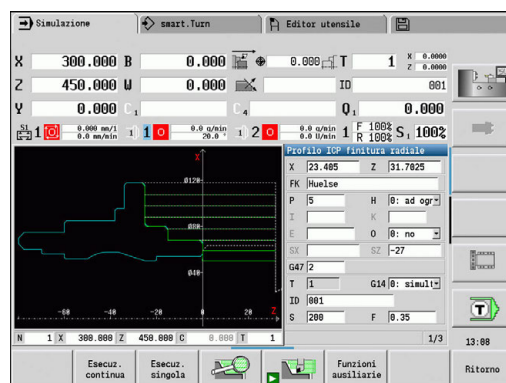 Simulazione smart.Turn Editor utensile
X 300.000 B 0.000 0.000 T 1 X 0.0000
Z 0.0000
Z 450.000 W 0.000 ID 001
Y 0.000 C1 C4 Q1 0.000
S1 1 0.000 mm/1 1 1 0.0 g/min 1 2 0.0 g/min 1 F 100% S1 100%
0.0 mm/min 20.0 ° 0.0 U/min R 100%
Profilo ICP finitura radiale
X 23.405 Z 31.7025
FK Huelse
P 5 H 0: ad ogr
I K
E O 0: no
SX SZ -27
G47 2
T 1 G14 0: simult
ID 001
S 200 F 0.35
X
Ø120
Ø40
-80 -40 0 20 Z
N 1 X 300.000 Z 450.000 C 0.000 T 1
1/3
13:08
T
Esecuz. continua
Esecuz. singola
Funzioni ausiliarie
Ritorno